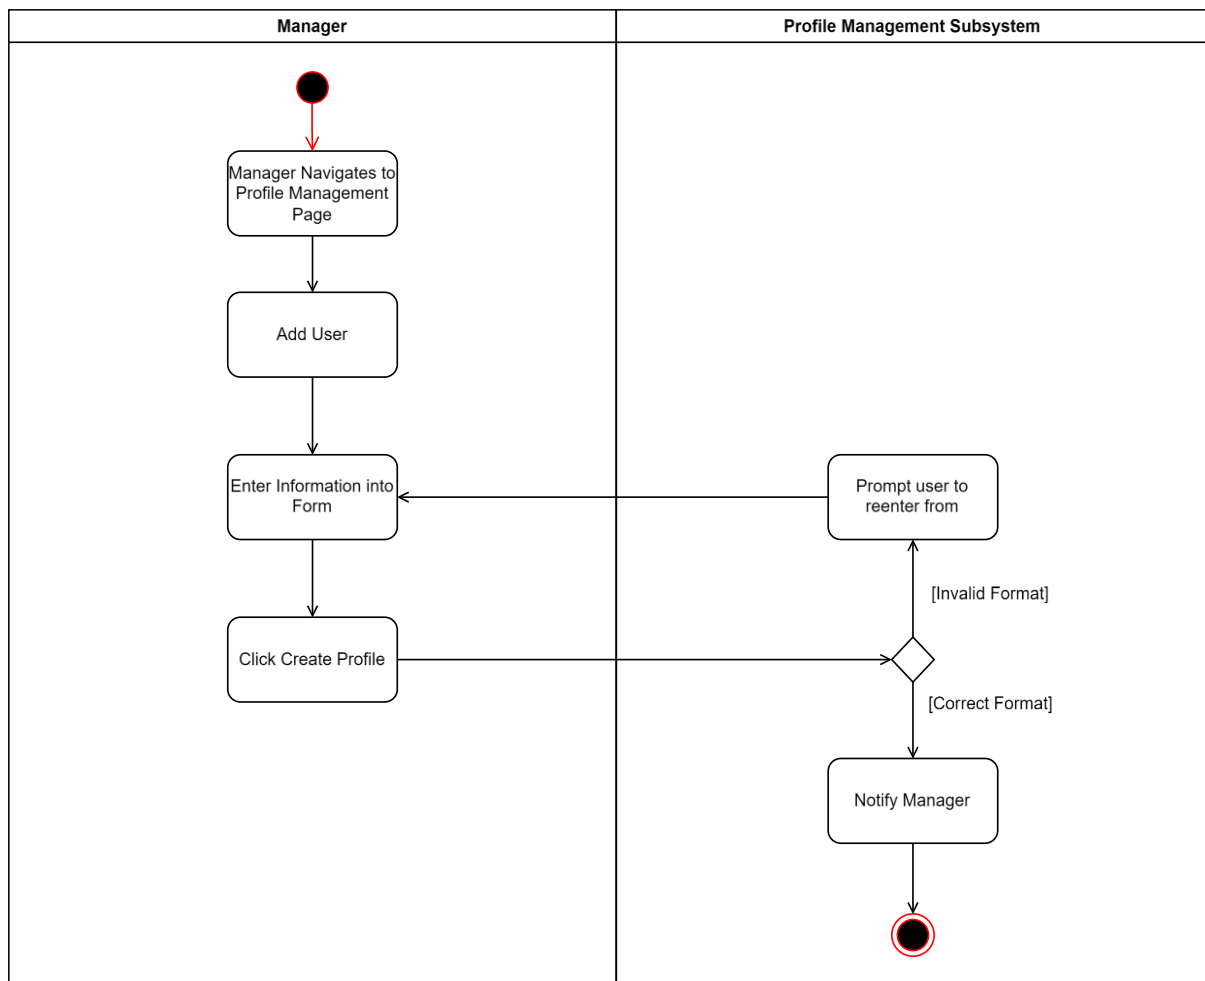 Manager
Profile Management Subsystem
Manager Navigates to
Profile Management
Page
Add User
Enter Information into
Form
Prompt user to
reenter from
[Invalid Format]
Click Create Profile
[Correct Format]
Notify Manager